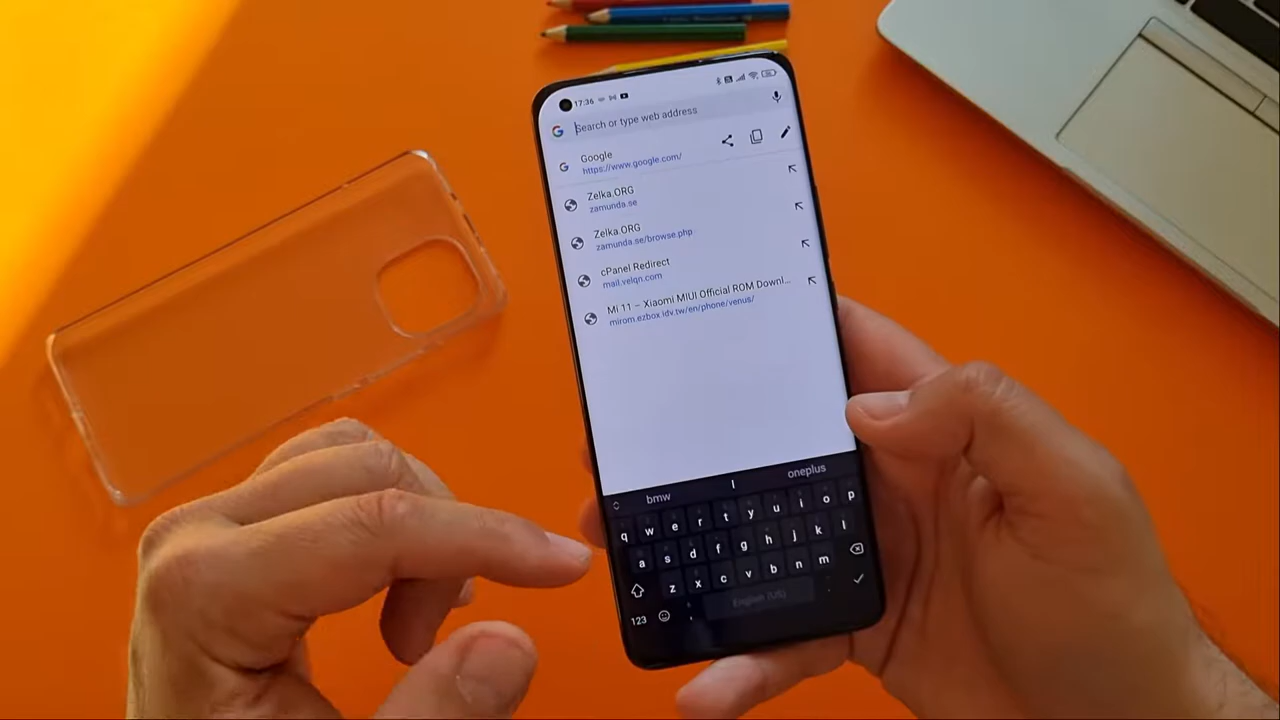 17:36
Search or type web address
Google
https://www.google.com/
Zelka.ORG
zamunda.se
Zelka.ORG
zamunda.se/browse.php
cPanel Redirect
mail.velqn.com
Mi 11 – Xiaomi MIUI Official ROM Downl...
mirom.ezbox.idv.tw/en/phone/venus/
bmw I oneplus
q w e r t y u i o p
a s d f g h j k l
z x c v b n m
123 English (US)